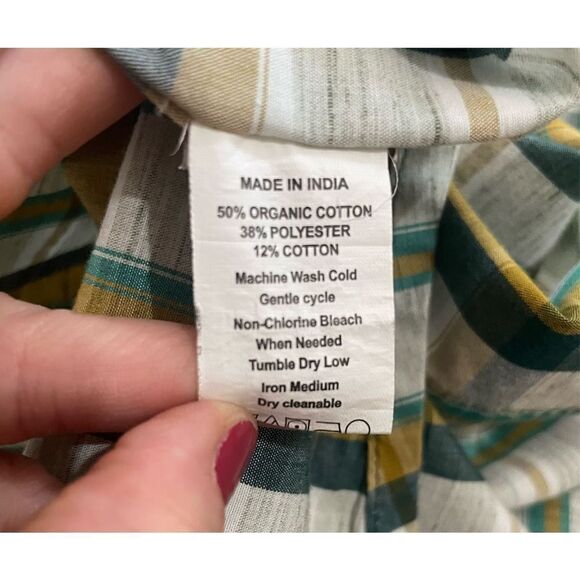 MADE IN INDIA
50% ORGANIC COTTON
38% POLYESTER
12% COTTON
Machine Wash Cold
Gentle cycle
Non-Chlorine Bleach
When Needed
Tumble Dry Low
Iron Medium
Dry cleanable